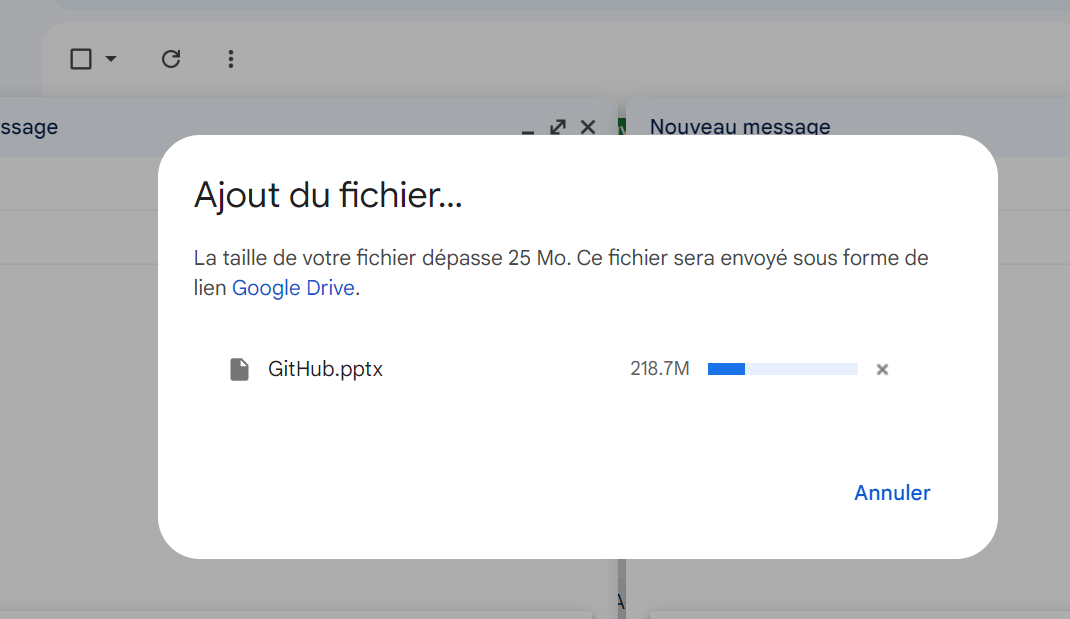 ssage
Nouveau message
Ajout du fichier...
La taille de votre fichier dépasse 25 Mo. Ce fichier sera envoyé sous forme de
lien Google Drive.
GitHub.pptx 218.7M
Annuler